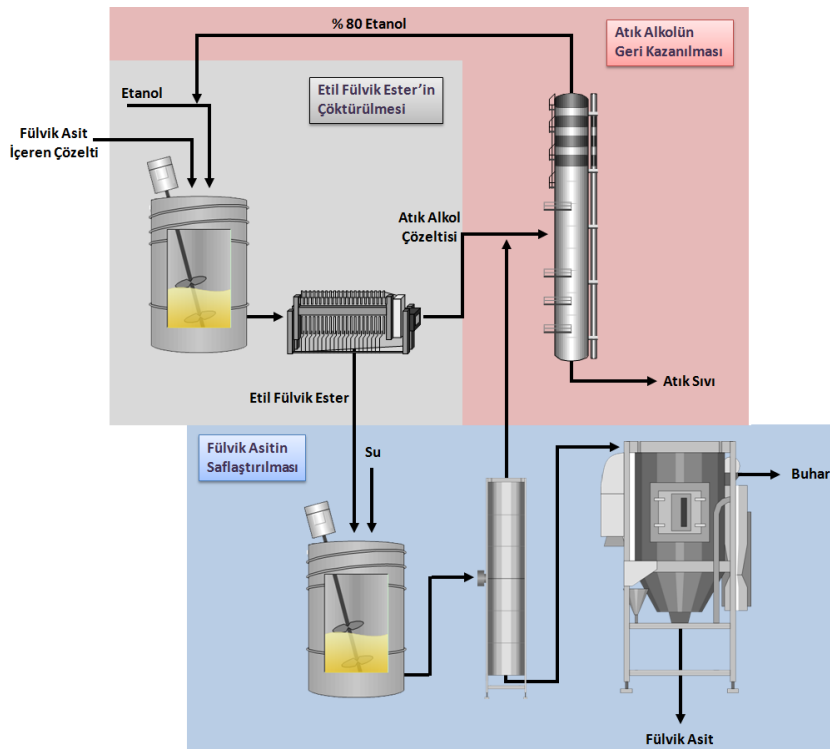 % 80 Etanol
Atık Alkolün
Geri Kazanılması
Etil Fülvik Ester'in
Çöktürülmesi
Etanol
Fülvik Asit
İçeren Çözelti
Atık Alkol
Çözeltisi
Atık Sıvı
Etil Fülvik Ester
Fülvik Asitin
Saflaştırılması
Su
Buhar
Fülvik Asit